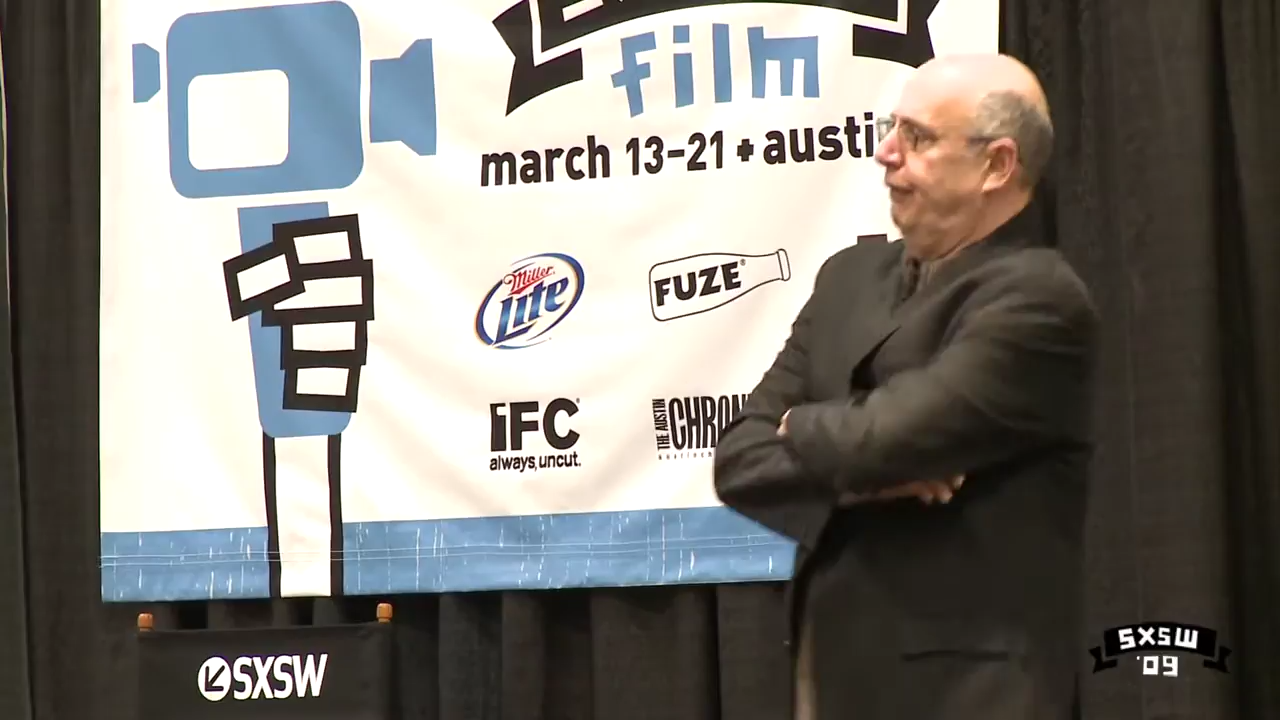 film
march 13-21 + austi
Miller
Lite
FUZE
iFC
always, uncut.
THE AUSTIN
CHRON
SXSW
SXSW
'09